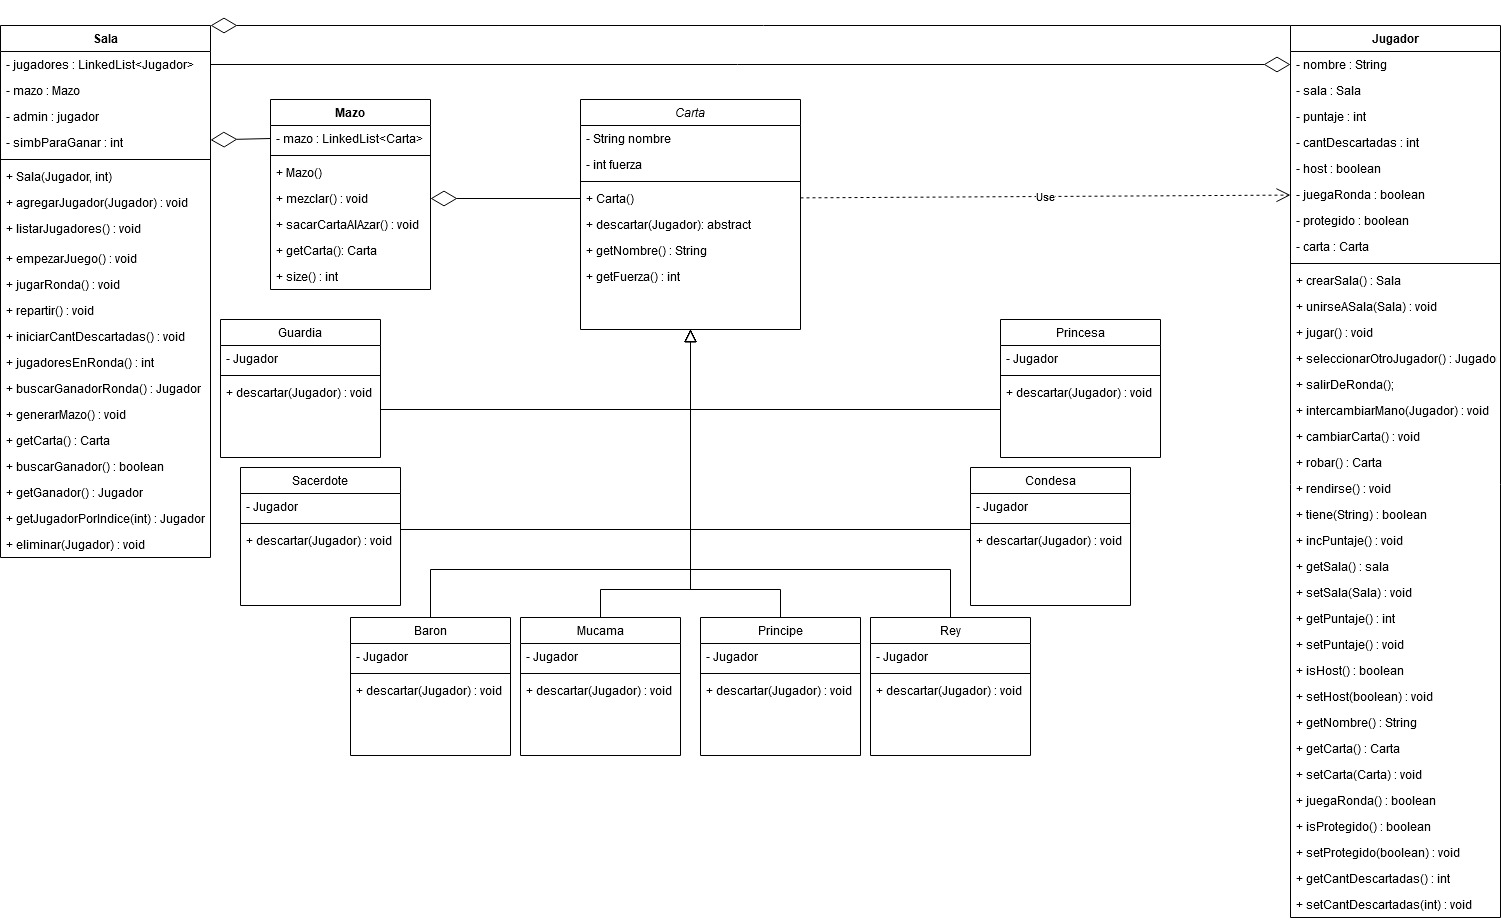 Sala
- jugadores : LinkedList<Jugador>
- mazo : Mazo
- admin : jugador
- simbParaGanar : int
+ Sala(Jugador, int)
+ agregarJugador(Jugador) : void
+ listarJugadores() : void
+ empezarJuego() : void
+ jugarRonda() : void
+ repartir() : void
+ iniciarCantDescartadas() : void
+ jugadoresEnRonda() : int
+ buscarGanadorRonda() : Jugador
+ generarMazo() : void
+ getCarta() : Carta
+ buscarGanador() : boolean
+ getGanador() : Jugador
+ getJugadorPorIndice(int) : Jugador
+ eliminar(Jugador) : void
Mazo
- mazo : LinkedList<Carta>
+ Mazo()
+ mezclar() : void
+ sacarCartaAlAzar() : void
+ getCarta(): Carta
+ size() : int
Carta
- String nombre
- int fuerza
+ Carta()
+ descartar(Jugador): abstract
+ getNombre() : String
+ getFuerza() : int
Use
Guardia
- Jugador
+ descartar(Jugador) : void
Princesa
- Jugador
+ descartar(Jugador) : void
Sacerdote
- Jugador
+ descartar(Jugador) : void
Condesa
- Jugador
+ descartar(Jugador) : void
Baron
- Jugador
+ descartar(Jugador) : void
Mucama
- Jugador
+ descartar(Jugador) : void
Principe
- Jugador
+ descartar(Jugador) : void
Rey
- Jugador
+ descartar(Jugador) : void
Jugador
- nombre : String
- sala : Sala
- puntaje : int
- cantDescartadas : int
- host : boolean
- juegaRonda : boolean
- protegido : boolean
- carta : Carta
+ crearSala() : Sala
+ unirseASala(Sala) : void
+ jugar() : void
+ seleccionarOtroJugador() : Jugado
+ salirDeRonda();
+ intercambiarMano(Jugador) : void
+ cambiarCarta() : void
+ robar() : Carta
+ rendirse() : void
+ tiene(String) : boolean
+ incPuntaje() : void
+ getSala() : sala
+ setSala(Sala) : void
+ getPuntaje() : int
+ setPuntaje() : void
+ isHost() : boolean
+ setHost(boolean) : void
+ getNombre() : String
+ getCarta() : Carta
+ setCarta(Carta) : void
+ juegaRonda() : boolean
+ isProtegido() : boolean
+ setProtegido(boolean) : void
+ getCantDescartadas() : int
+ setCantDescartadas(int) : void